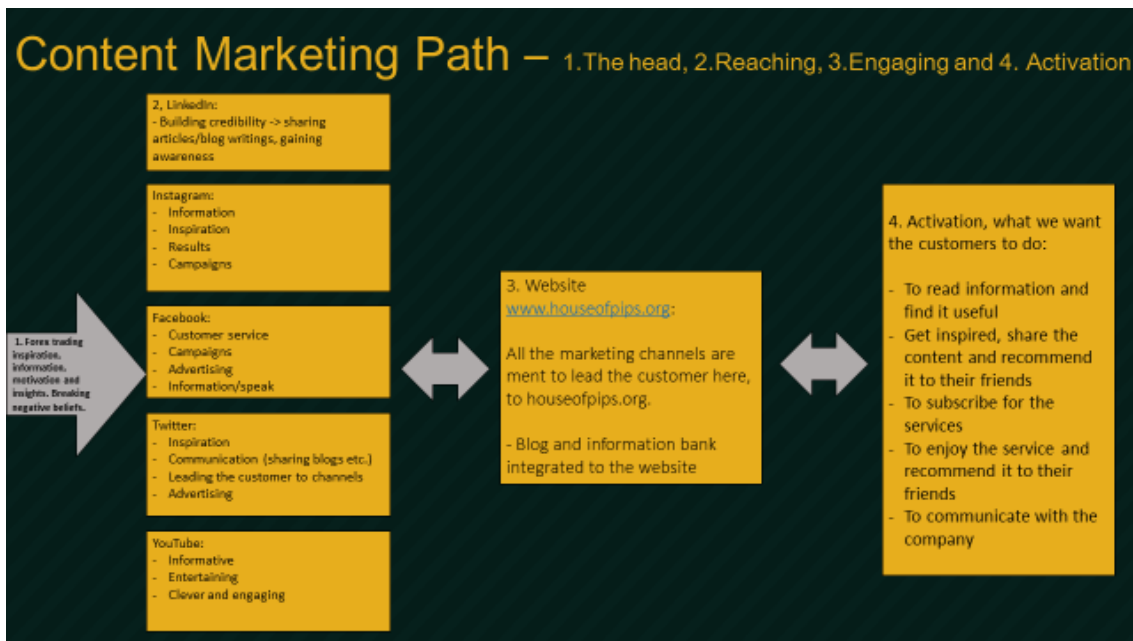 Content Marketing Path – 1.The head, 2.Reaching, 3.Engaging and 4. Activation
1. Forex trading
inspiration,
information,
motivation and
insights. Breaking
negative beliefs.
2, LinkedIn:
- Building credibility -> sharing
articles/blog writings, gaining
awareness
Instagram:
- Information
- Inspiration
- Results
- Campaigns
Facebook:
- Customer service
- Campaigns
- Advertising
- Information/speak
Twitter:
- Inspiration
- Communication (sharing blogs etc.)
- Leading the customer to channels
- Advertising
YouTube:
- Informative
- Entertaining
- Clever and engaging
3. Website
www.houseofpips.org:
All the marketing channels are
ment to lead the customer here,
to houseofpips.org.
- Blog and information bank
integrated to the website
4. Activation, what we want
the customers to do:
- To read information and
find it useful
- Get inspired, share the
content and recommend
it to their friends
- To subscribe for the
services
- To enjoy the service and
recommend it to their
friends
- To communicate with the
company